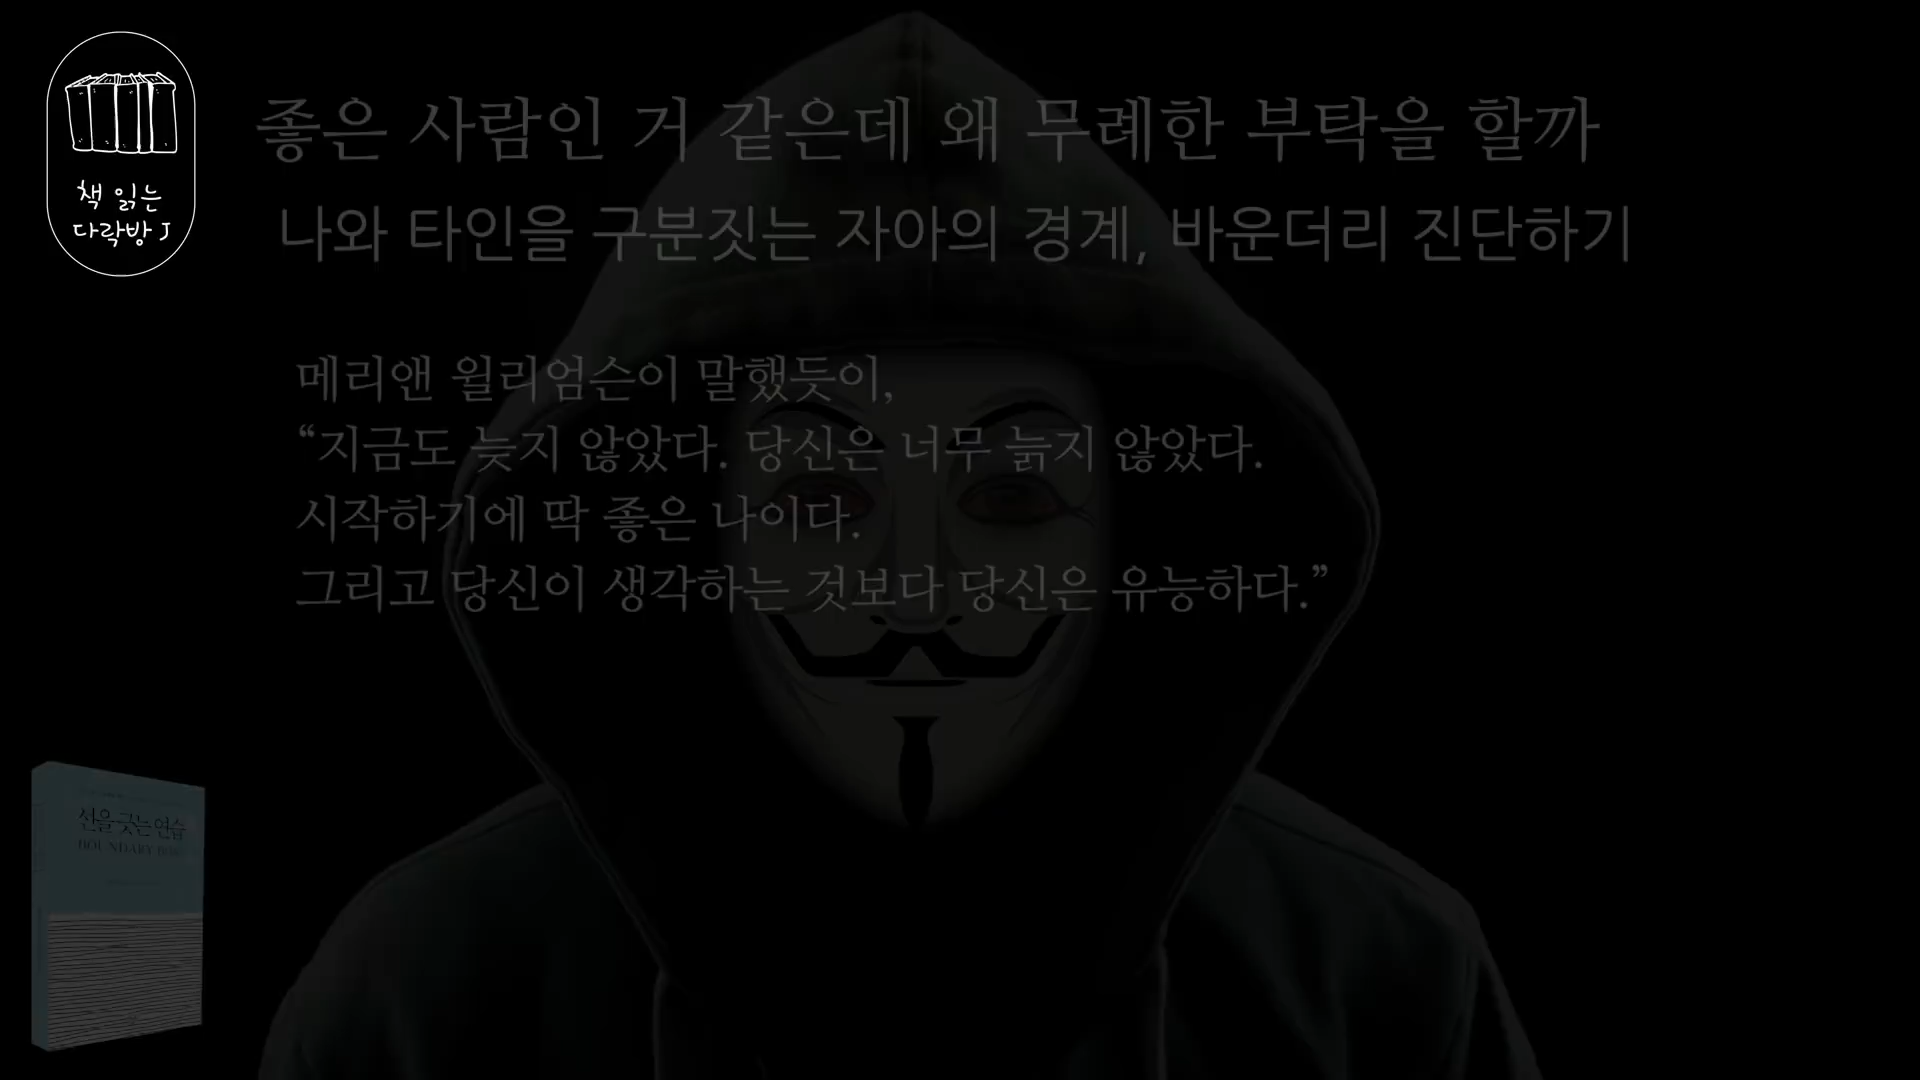 책 읽는
다락방 J
좋은 사람인 거 같은데 왜 무례한 부탁을 할까
나와 타인을 구분짓는 자아의 경계, 바운더리 진단하기
메리앤 윌리엄슨이 말했듯이,
“지금도 늦지 않았다. 당신은 너무 늙지 않았다.
시작하기에 딱 좋은 나이다.
그리고 당신이 생각하는 것보다 당신은 유능하다.”
선을 긋는 연습
BOUNDARY